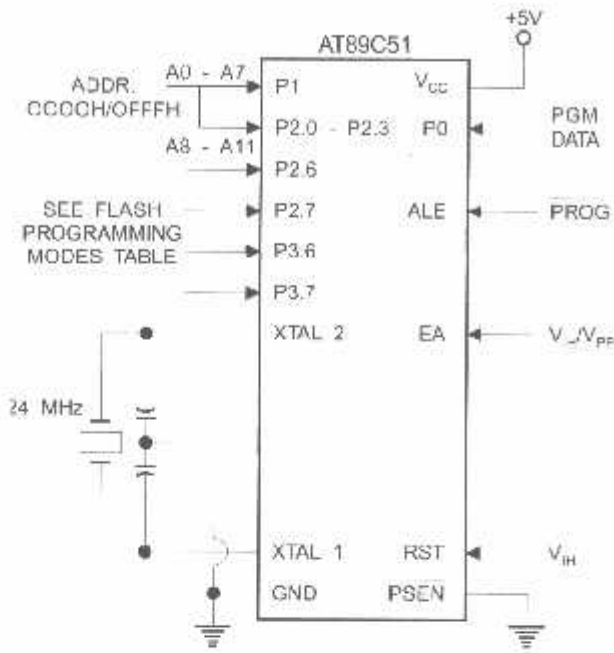 +5V
AT89C51
A0 - A7
ADDR.
OCOCH/OFFFH
P1
VCC
P2.0 - P2.3
P0
PGM
DATA
A8 - A11
P2.6
SEE FLASH
PROGRAMMING
MODES TABLE
P2.7
ALE
PROG
P3.6
P3.7
XTAL 2
EA
/VPP
24 MHz
XTAL 1
RST
VIH
GND
PSEN